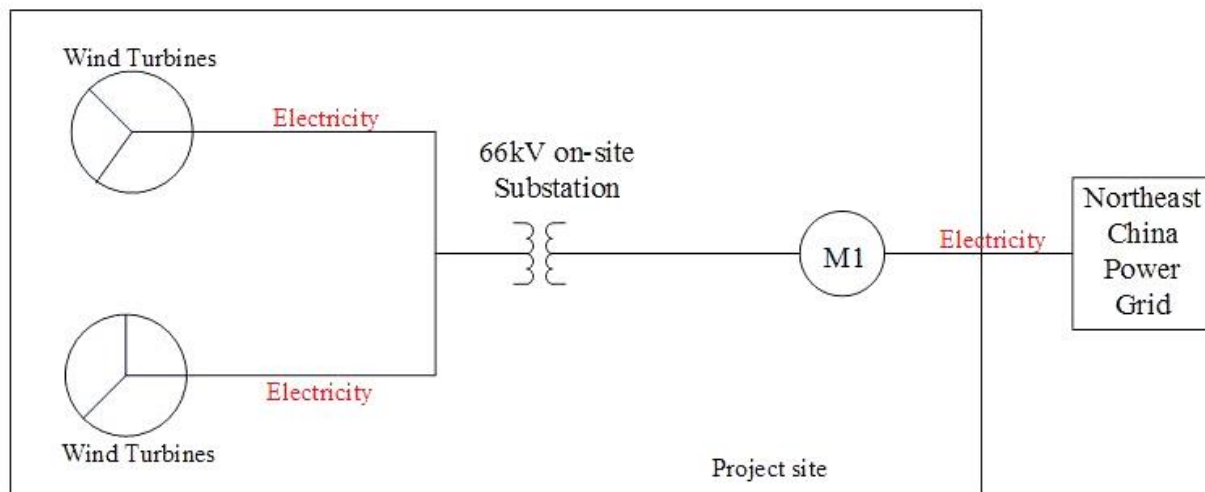 Wind Turbines
Electricity
66kV on-site
Substation
M1
Electricity
Northeast
China
Power
Grid
Electricity
Wind Turbines
Project site